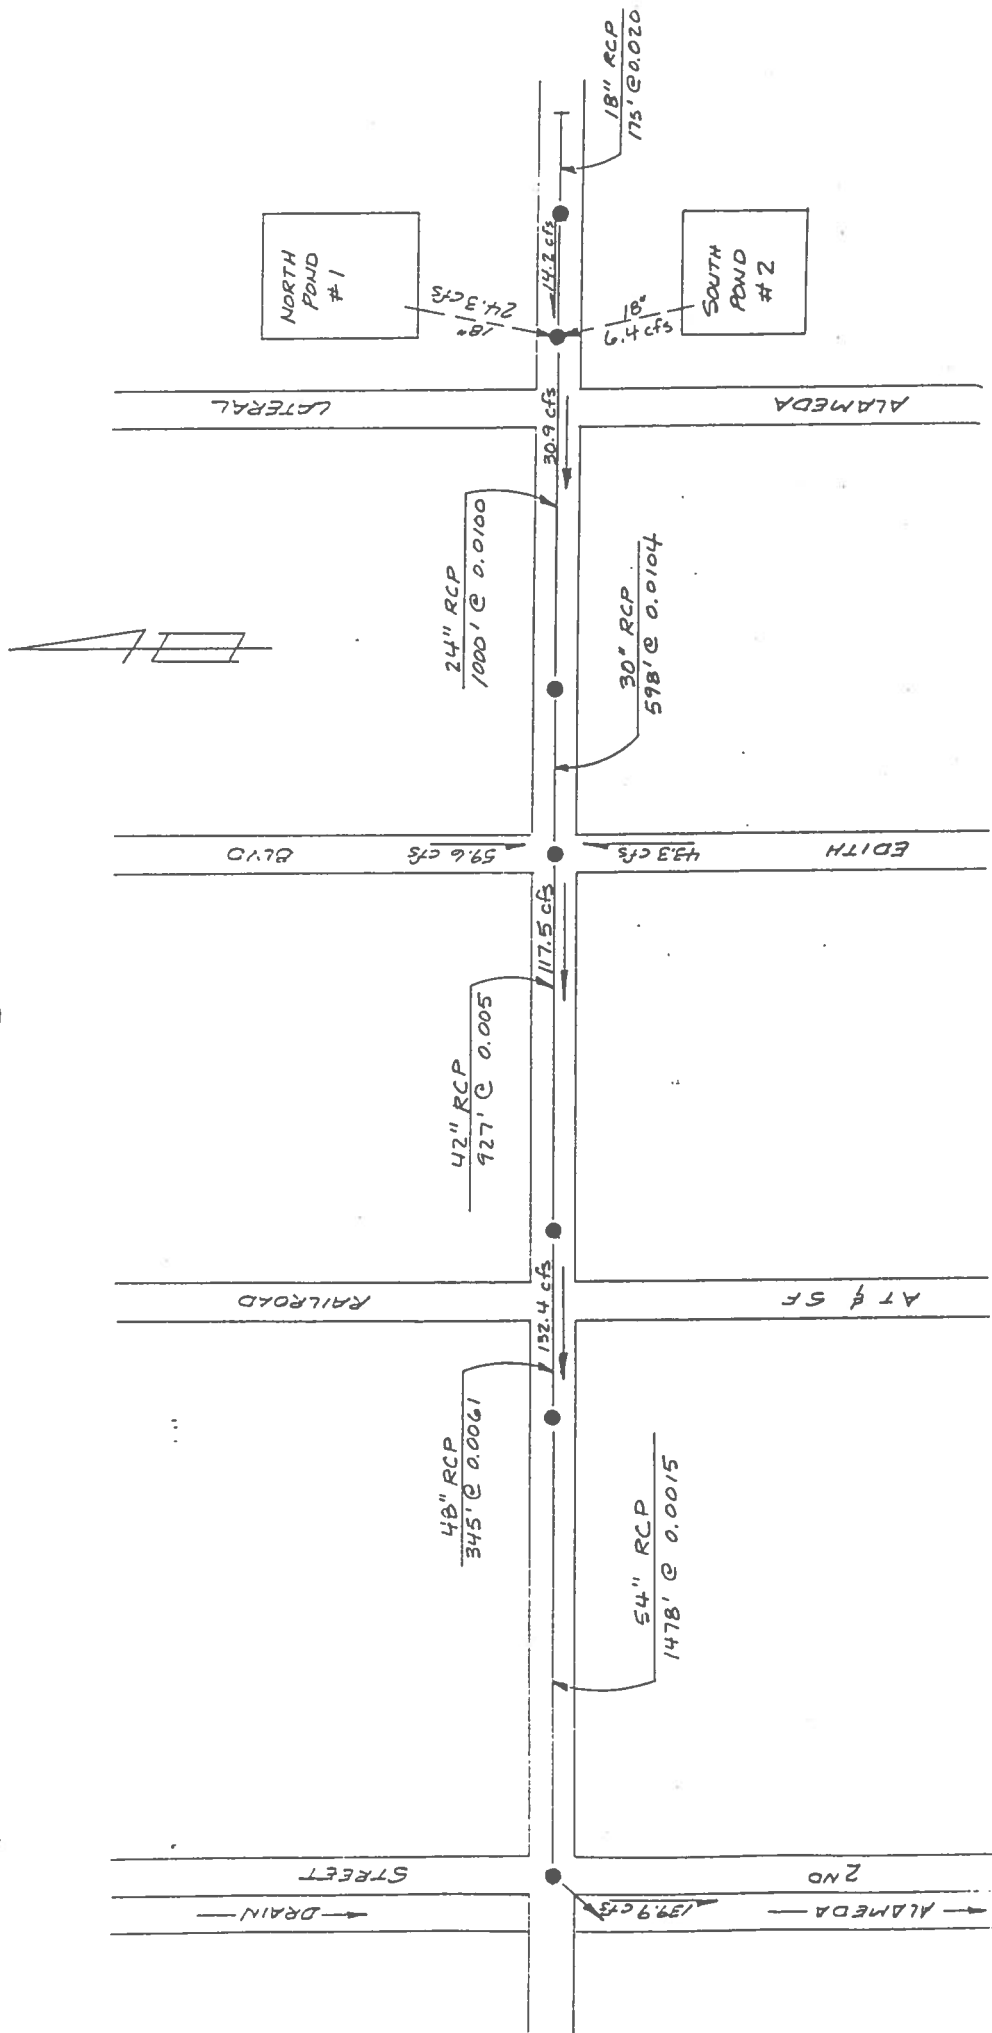 18" RCP
175' @ 0.020
NORTH
POND
#1
24.3 cfs
18"
14.2 cfs
18"
6.4 cfs
SOUTH
POND
#2
LATERAL
ALAMEDA
30.9 cfs
24" RCP
1000' @ 0.0100
30" RCP
598' @ 0.0104
BLVD
59.6 cfs
43.3 cfs
EDITH
117.5 cfs
42" RCP
927' @ 0.005
RAILROAD
AT & SF
132.4 cfs
48" RCP
345' @ 0.0061
54" RCP
1478' @ 0.0015
STREET
2ND
DRAIN
139.9 cfs
ALAMEDA